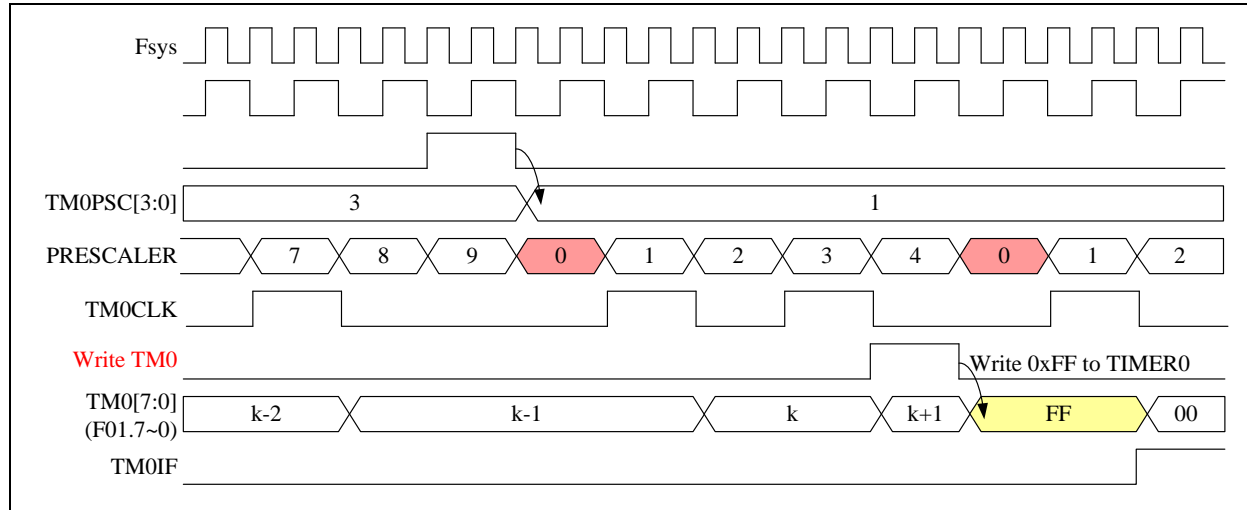 Fsys
TM0PSC[3:0] 3 1
PRESCALER 7 8 9 0 1 2 3 4 0 1 2
TM0CLK
Write TM0 Write 0xFF to TIMER0
TM0[7:0] k-2 k-1 k k+1 FF 00
(F01.7~0)
TM0IF